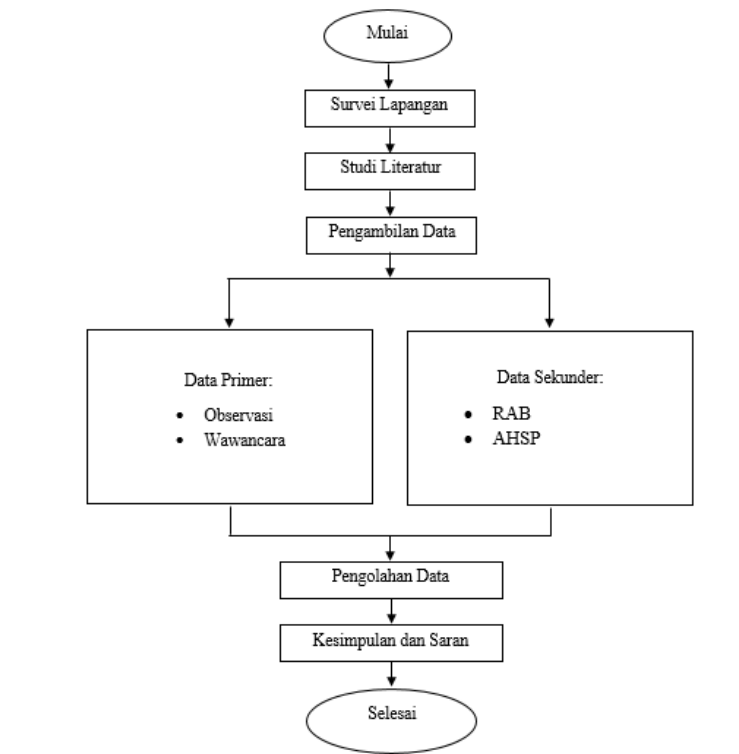 Mulai
Survei Lapangan
Studi Literatur
Pengambilan Data
Data Primer:
• Observasi
• Wawancara
Data Sekunder:
• RAB
• AHSP
Pengolahan Data
Kesimpulan dan Saran
Selesai